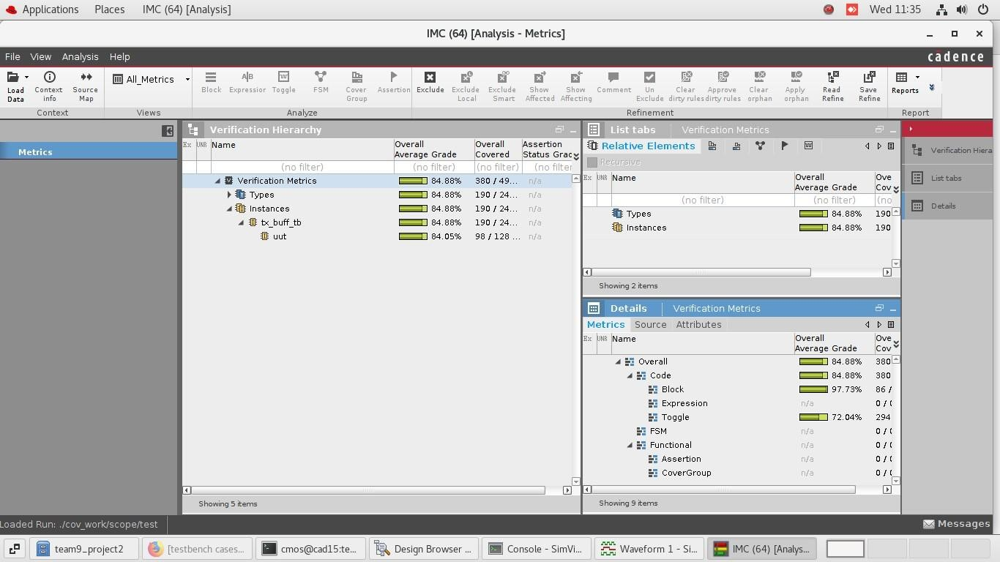 Applications Places IMC (64) [Analysis] Wed 11:35
IMC (64) [Analysis - Metrics]
File View Analysis Help cādence
All_Metrics
Load Data Context info Source Map Block Expression Toggle FSM Cover Group Assertion Exclude Exclude Local Exclude Smart Show Affected Show Affecting Comment Un Exclude Clear dirty rules Approve dirty rules Clear orphan Apply orphan Read Refine Save Refine Reports
Context Views Analyze Refinement Report
Metrics
Verification Hierarchy
Ex UNR Name Overall Average Grade Overall Covered Assertion Status Grac
(no filter) (no filter) (no filter) (no filter
Verification Metrics 84.88% 380 / 49... n/a
Types 84.88% 190 / 24... n/a
Instances 84.88% 190 / 24... n/a
tx_buff_tb 84.88% 190 / 24... n/a
uut 84.05% 98 / 128 ... n/a
Showing 5 items
List tabs Verification Metrics
Relative Elements
Recursive
Ex UNR Name Overall Average Grade Ove Cov
(no filter) (no filter) (no
Types 84.88% 190
Instances 84.88% 190
Showing 2 items
Details Verification Metrics
Metrics Source Attributes
Ex UNR Name Overall Average Grade Ove Cov
Overall 84.88% 380
Code 84.88% 380
Block 97.73% 86 /
Expression n/a 0 / (
Toggle 72.04% 294
FSM n/a 0 / (
Functional n/a 0 / (
Assertion n/a 0 / (
CoverGroup n/a 0 / (
Showing 9 items
Verification Hiera
List tabs
Details
Loaded Run: ./cov_work/scope/test Messages
team9_project2 [testbench cases... cmos@cad15:te... Design Browser ... Console - SimVi... Waveform 1 - Si... IMC (64) [Analys...